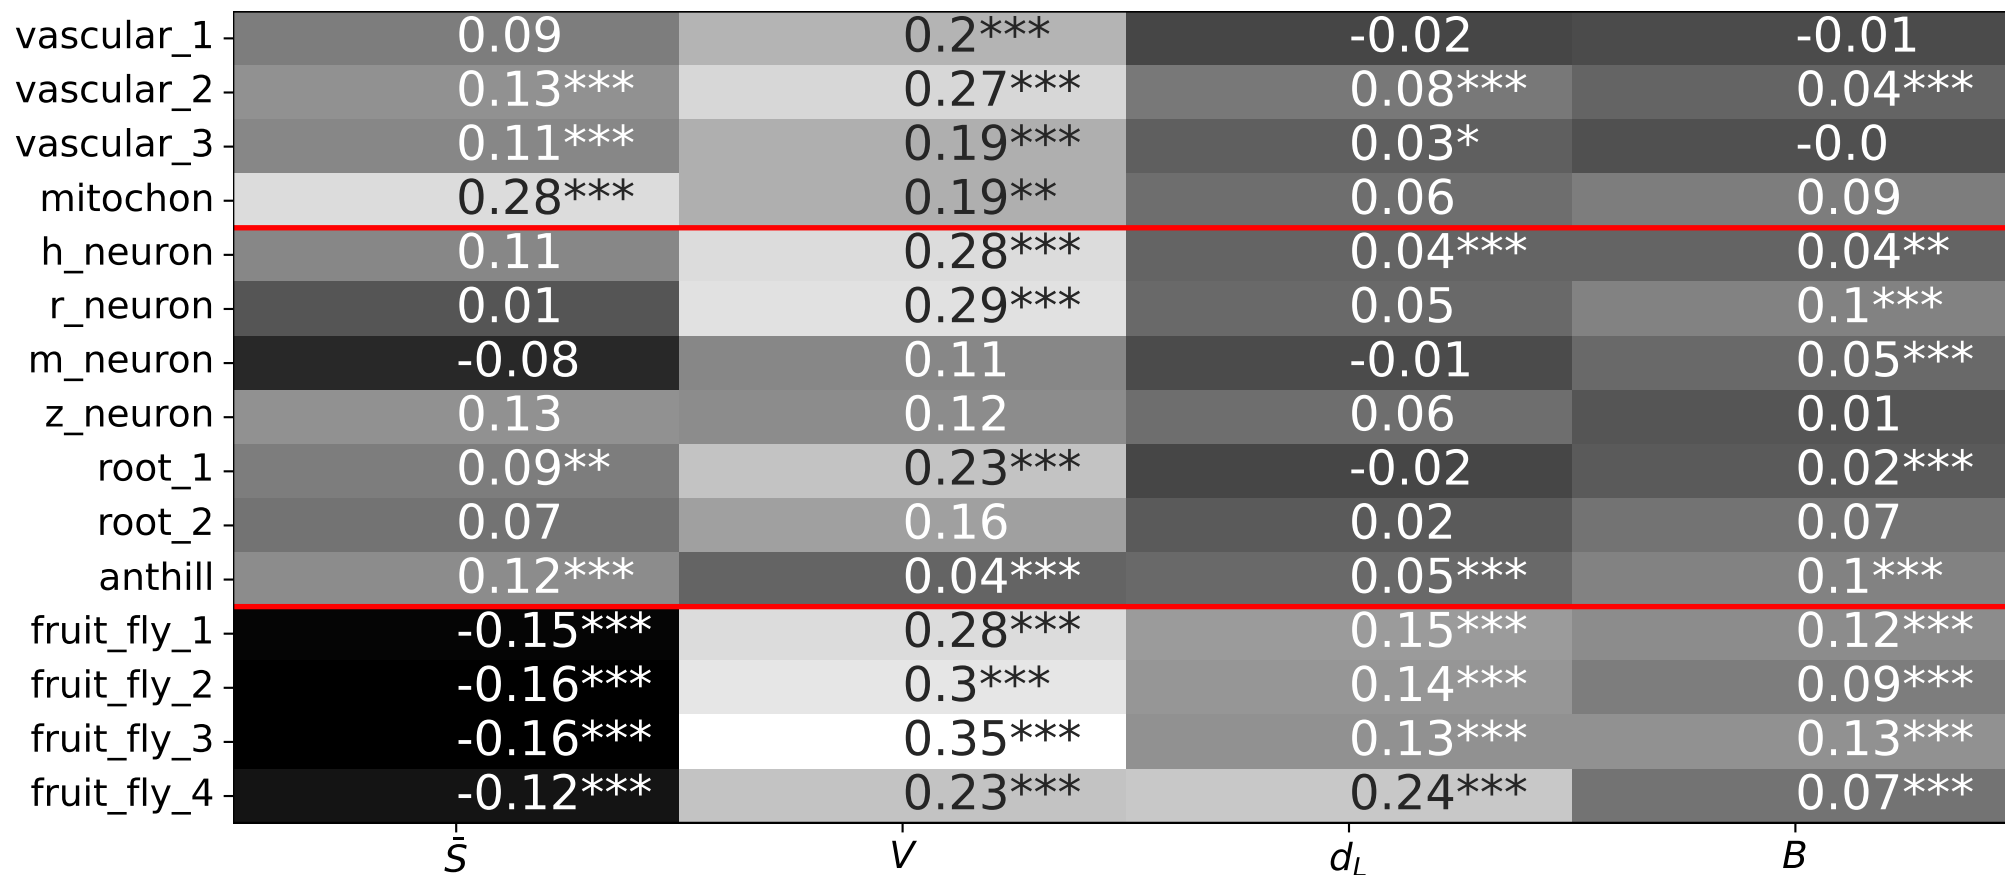 vascular_1 0.09 0.2*** -0.02 -0.01
vascular_2 0.13*** 0.27*** 0.08*** 0.04***
vascular_3 0.11*** 0.19*** 0.03* -0.0
mitochon 0.28*** 0.19** 0.06 0.09
h_neuron 0.11 0.28*** 0.04*** 0.04**
r_neuron 0.01 0.29*** 0.05 0.1***
m_neuron -0.08 0.11 -0.01 0.05***
z_neuron 0.13 0.12 0.06 0.01
root_1 0.09** 0.23*** -0.02 0.02***
root_2 0.07 0.16 0.02 0.07
anthill 0.12*** 0.04*** 0.05*** 0.1***
fruit_fly_1 -0.15*** 0.28*** 0.15*** 0.12***
fruit_fly_2 -0.16*** 0.3*** 0.14*** 0.09***
fruit_fly_3 -0.16*** 0.35*** 0.13*** 0.13***
fruit_fly_4 -0.12*** 0.23*** 0.24*** 0.07***
S̄ V d_L B